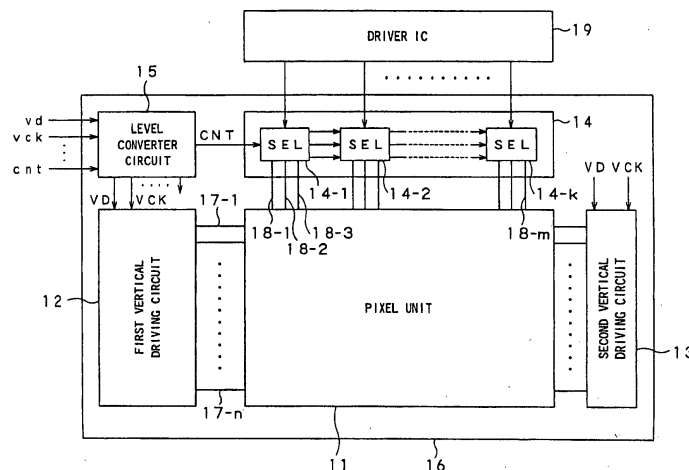 DRIVER IC
19
15
vd
vck
cnt
LEVEL
CONVERTER
CIRCUIT
CNT
SEL
SEL
SEL
14
14-1
14-2
14-k
VD
VCK
VD
VCK
17-1
18-1
18-2
18-3
18-m
12
FIRST VERTICAL
DRIVING CIRCUIT
PIXEL UNIT
SECOND VERTICAL
DRIVING CIRCUIT
13
17-n
11
16